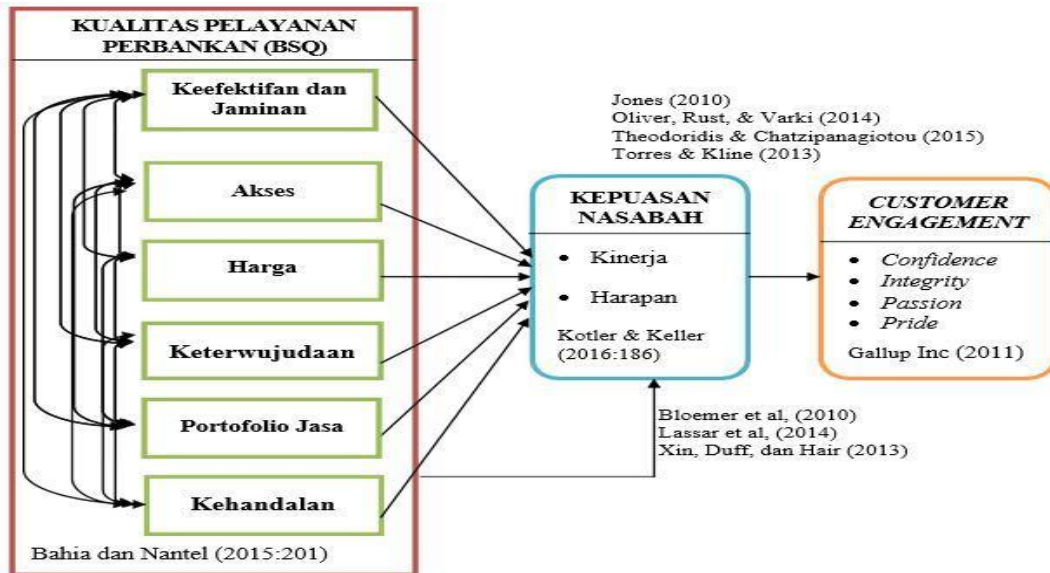 KUALITAS PELAYANAN
PERBANKAN (BSQ)
Keefektifan dan
Jaminan
Akses
Harga
Keterwujudaan
Portofolio Jasa
Kehandalan
Bahia dan Nantel (2015:201)
Jones (2010)
Oliver, Rust, & Varki (2014)
Theodoridis & Chatzipanagiotou (2015)
Torres & Kline (2013)
KEPUASAN
NASABAH
• Kinerja
• Harapan
Kotler & Keller
(2016:186)
Bloemer et al, (2010)
Lassar et al, (2014)
Xin, Duff, dan Hair (2013)
CUSTOMER
ENGAGEMENT
• Confidence
• Integrity
• Passion
• Pride
Gallup Inc (2011)